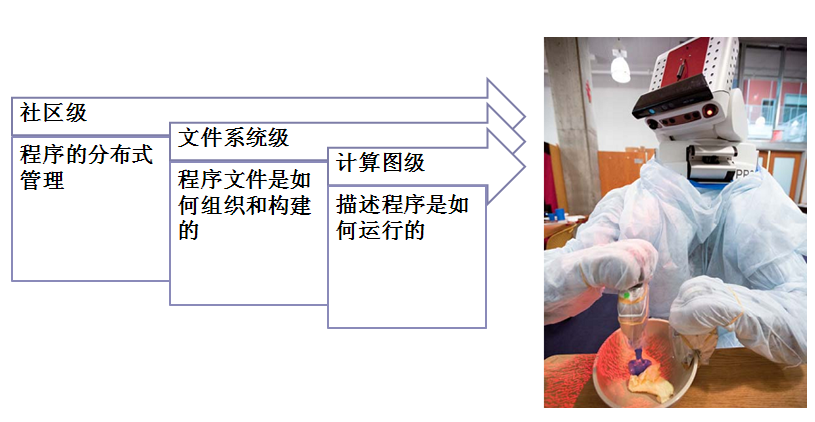 社区级
程序的分布式
管理
文件系统级
程序文件是如
何组织和构建
的
计算图级
描述程序是如
何运行的